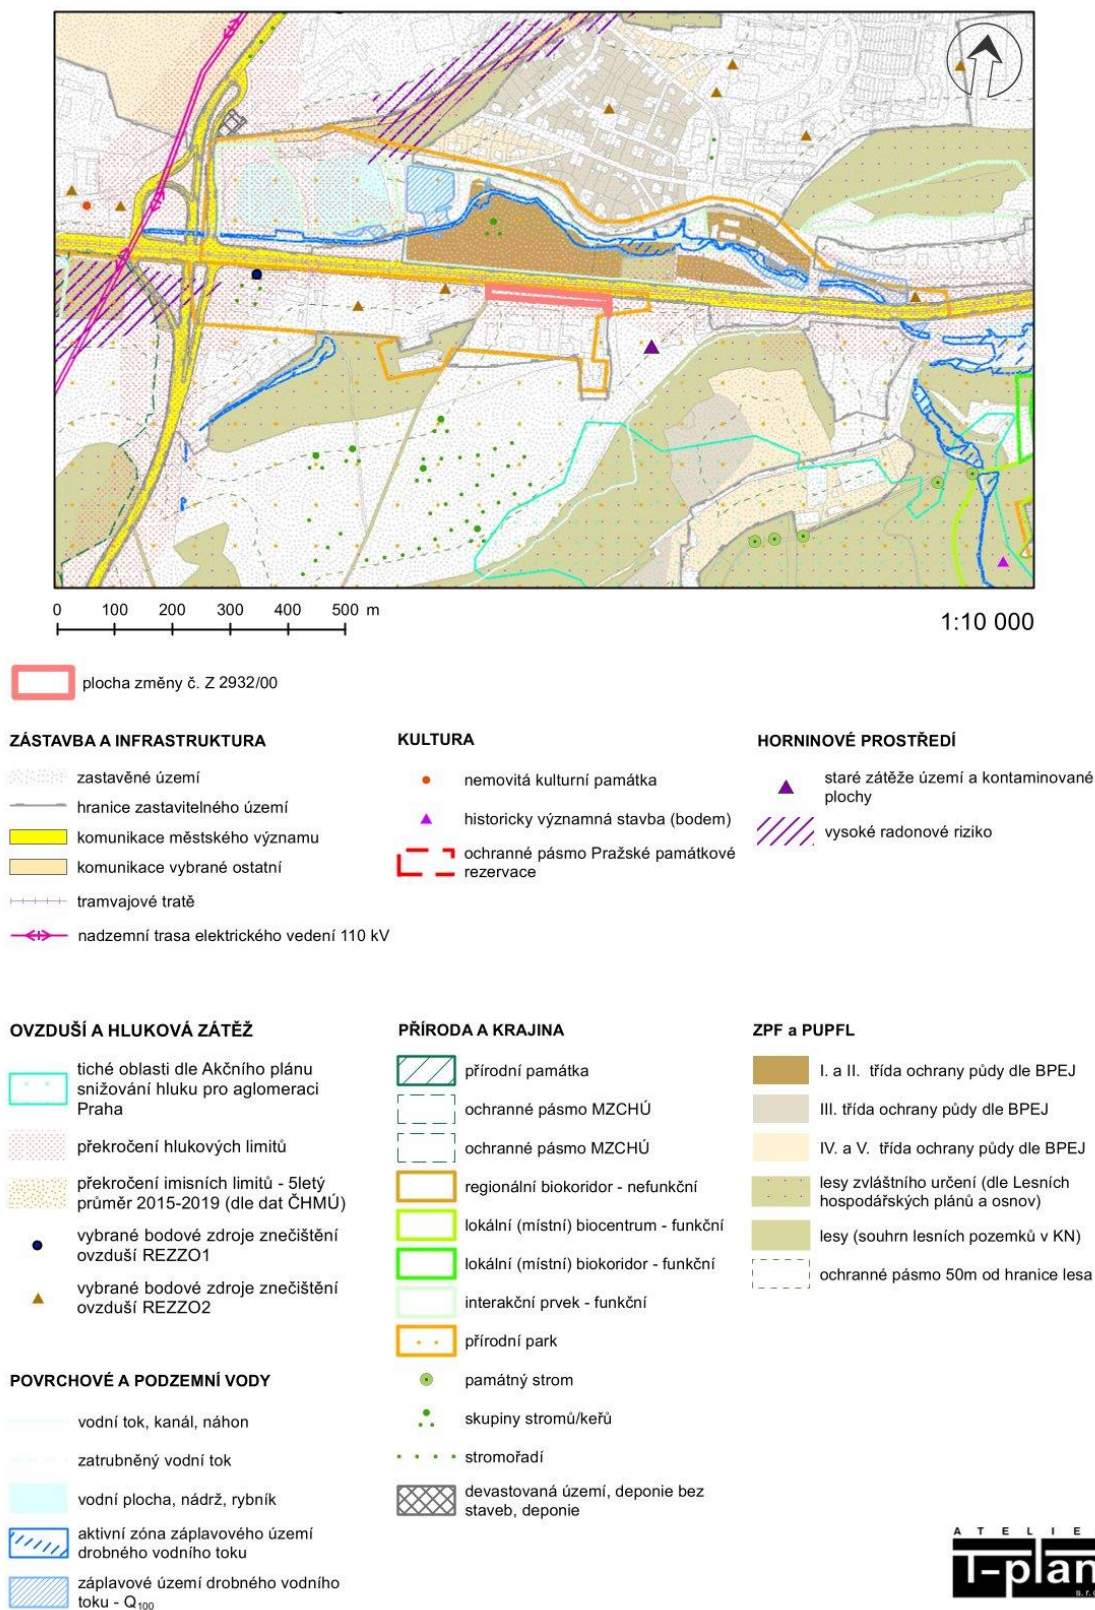 0 100 200 300 400 500 m
1:10 000
plocha změny č. Z 2932/00
ZÁSTAVBA A INFRASTRUKTURA
zastavěné území
hranice zastavitelného území
komunikace městského významu
komunikace vybrané ostatní
tramvajové tratě
nadzemní trasa elektrického vedení 110 kV
KULTURA
nemovitá kulturní památka
historicky významná stavba (bodem)
ochranné pásmo Pražské památkové
rezervace
HORNINOVÉ PROSTŘEDÍ
staré zátěže území a kontaminované
plochy
vysoké radonové riziko
OVZDUŠÍ A HLUKOVÁ ZÁTĚŽ
tiché oblasti dle Akčního plánu
snižování hluku pro aglomeraci
Praha
překročení hlukových limitů
překročení imisních limitů - 5letý
průměr 2015-2019 (dle dat ČHMÚ)
vybrané bodové zdroje znečištění
ovzduší REZZO1
vybrané bodové zdroje znečištění
ovzduší REZZO2
POVRCHOVÉ A PODZEMNÍ VODY
vodní tok, kanál, náhon
zatrubněný vodní tok
vodní plocha, nádrž, rybník
aktivní zóna záplavového území
drobného vodního toku
záplavové území drobného vodního
toku - Q100
PŘÍRODA A KRAJINA
přírodní památka
ochranné pásmo MZCHÚ
ochranné pásmo MZCHÚ
regionální biokoridor - nefunkční
lokální (místní) biocentrum - funkční
lokální (místní) biokoridor - funkční
interakční prvek - funkční
přírodní park
památný strom
skupiny stromů/keřů
stromořadí
devastovaná území, deponie bez
staveb, deponie
ZPF a PUPFL
I. a II. třída ochrany půdy dle BPEJ
III. třída ochrany půdy dle BPEJ
IV. a V. třída ochrany půdy dle BPEJ
lesy zvláštního určení (dle Lesních
hospodářských plánů a osnov)
lesy (souhrn lesních pozemků v KN)
ochranné pásmo 50m od hranice lesa
ATELIE
T-plan